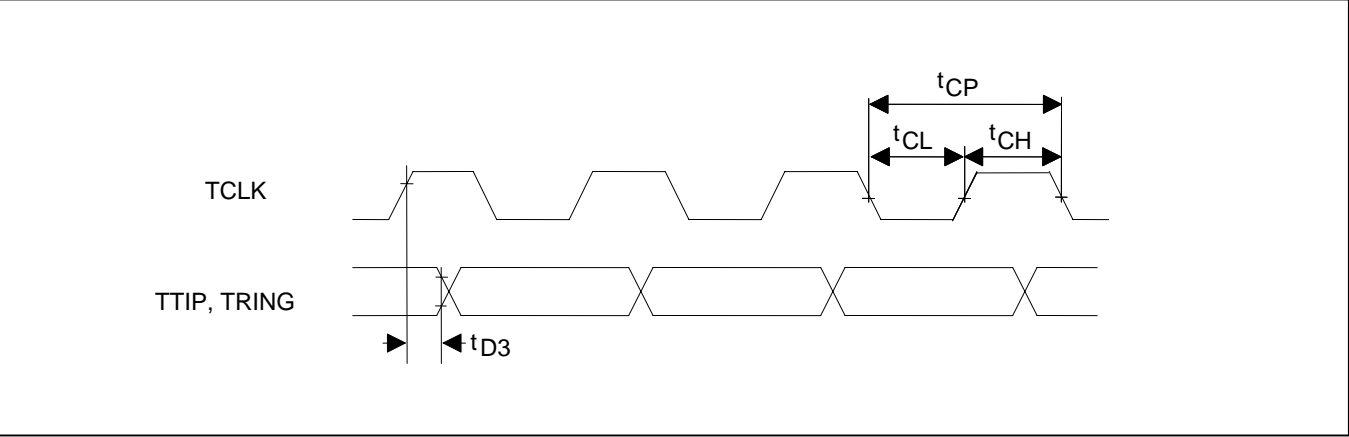 tCP
tCL
tCH
TCLK
TTIP, TRING
tD3